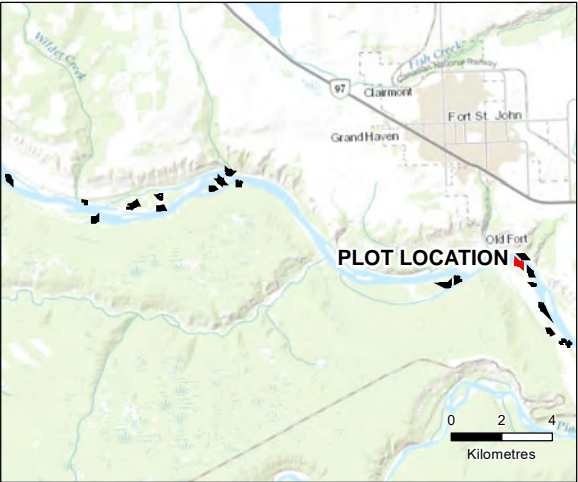 Wilder Creek
Fish Creek
Canadian National Railway
97
Clairmont
Fort St. John
Grand Haven
Old Fort
PLOT LOCATION
0 2 4
Kilometres